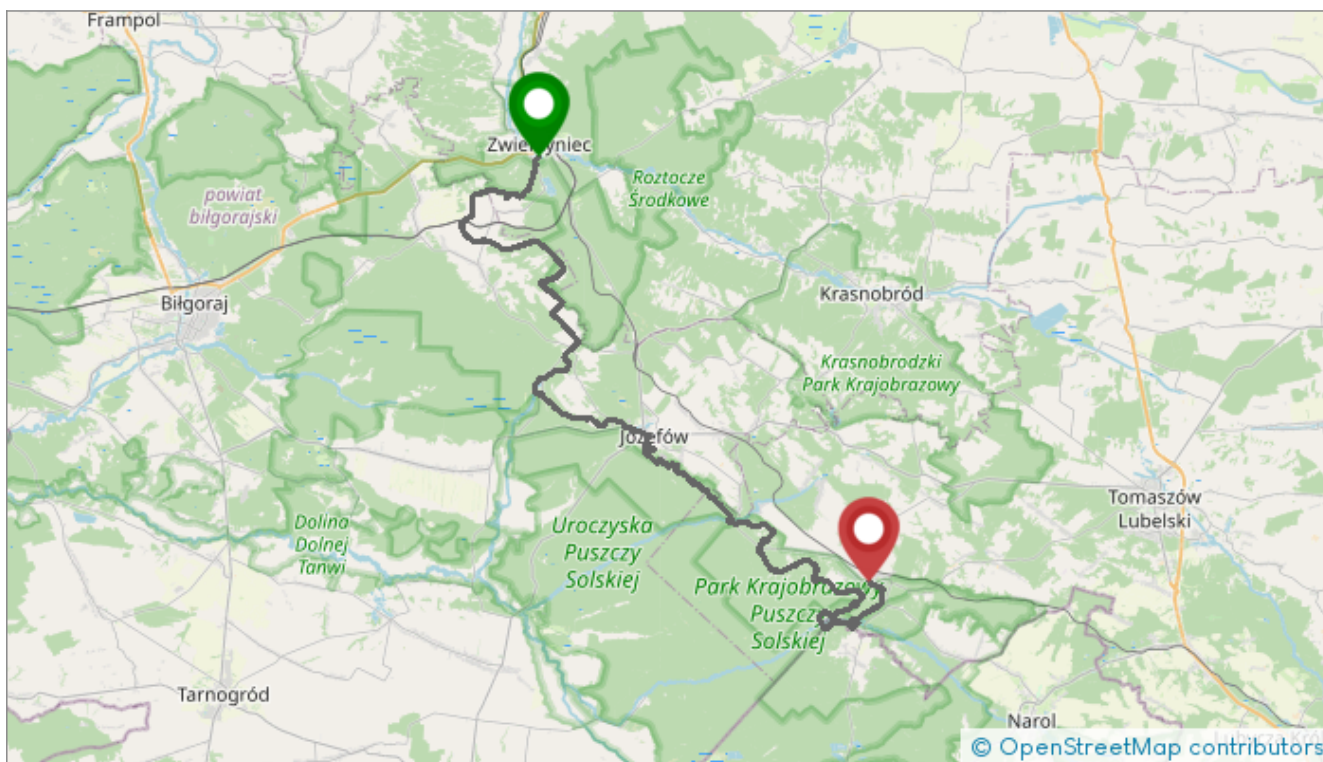 Frampol
Zwierzyniec
Roztocze
Środkowe
powiat
biłgorajski
Biłgoraj
Krasnobród
Krasnobrodzki
Park Krajobrazowy
Józefów
Tomaszów
Lubelski
Dolina
Dolnej
Tanwi
Uroczyska
Puszczy
Solskiej
Park Krajobrazowy
Puszczy
Solskiej
Tarnogród
Narol
© OpenStreetMap contributors